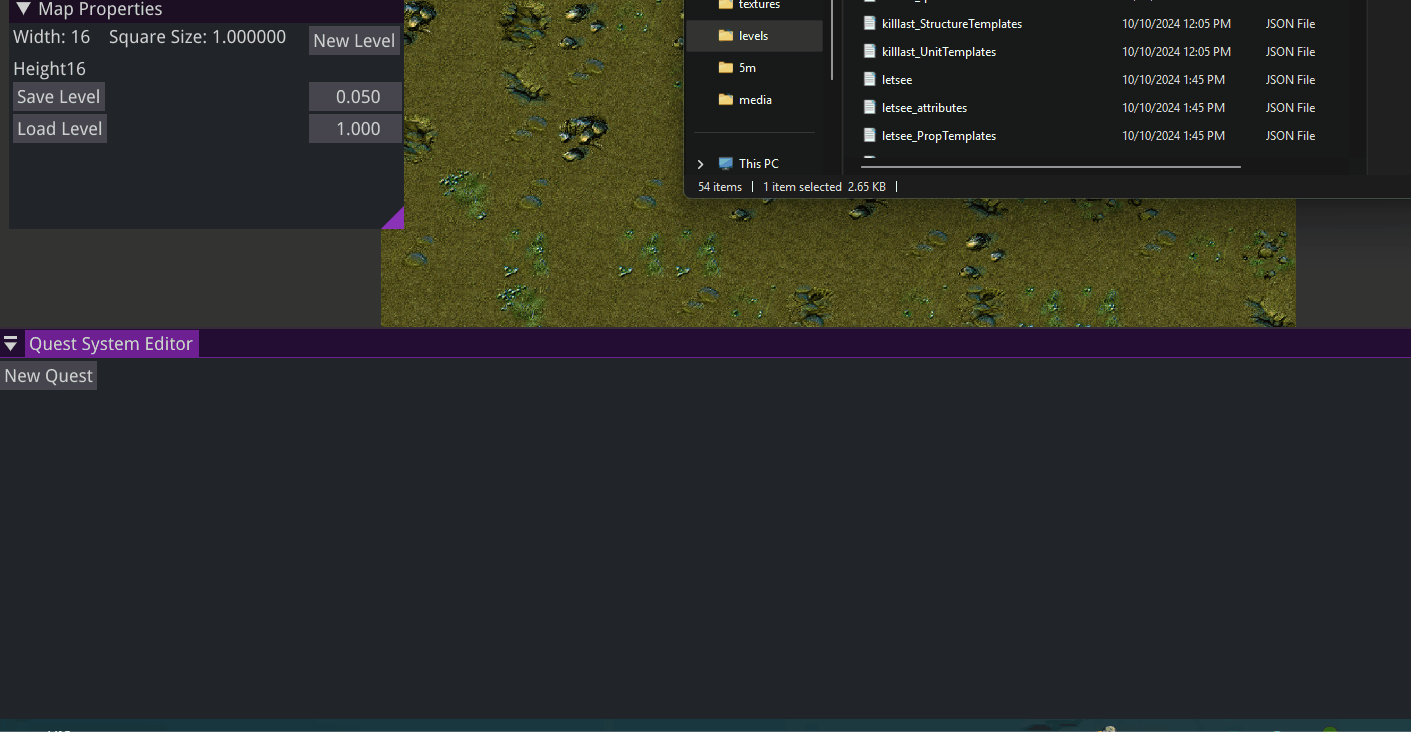 Map Properties
Width: 16 Square Size: 1.000000
New Level
Height16
Save Level
0.050
Load Level
1.000
textures
levels
5m
media
This PC
killlast_StructureTemplates 10/10/2024 12:05 PM JSON File
killlast_UnitTemplates 10/10/2024 12:05 PM JSON File
letsee 10/10/2024 1:45 PM JSON File
letsee_attributes 10/10/2024 1:45 PM JSON File
letsee_PropTemplates 10/10/2024 1:45 PM JSON File
54 items 1 item selected 2.65 KB
Quest System Editor
New Quest